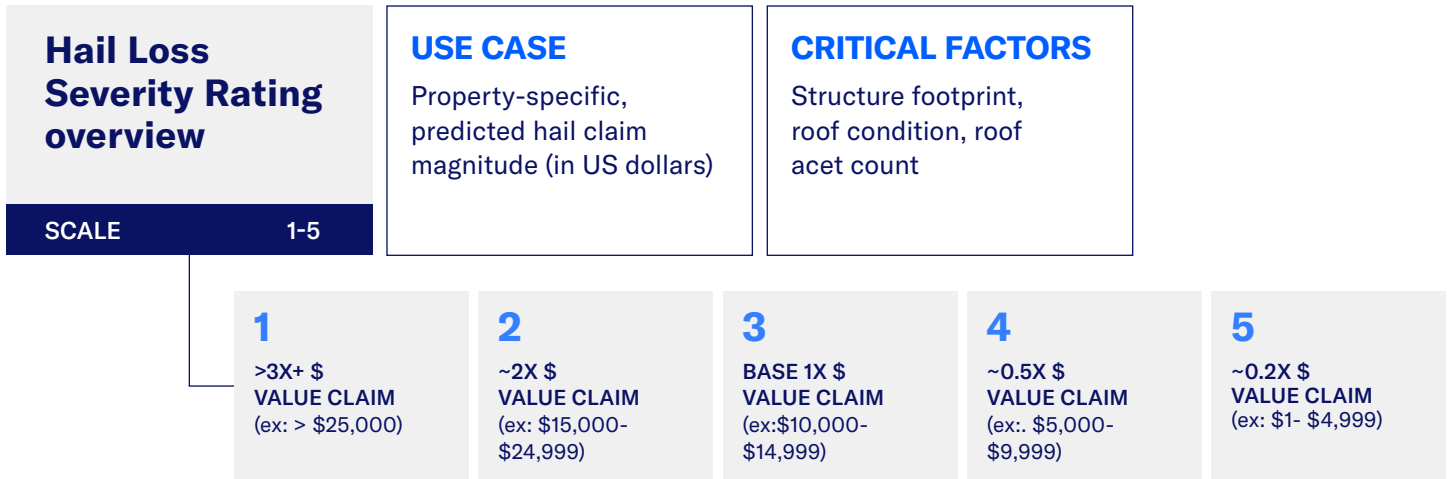 Hail Loss
Severity Rating
overview
SCALE 1-5
USE CASE
Property-specific,
predicted hail claim
magnitude (in US dollars)
CRITICAL FACTORS
Structure footprint,
roof condition, roof
acet count
1
>3X+ $
VALUE CLAIM
(ex: > $25,000)
2
~2X $
VALUE CLAIM
(ex: $15,000-
$24,999)
3
BASE 1X $
VALUE CLAIM
(ex:$10,000-
$14,999)
4
~0.5X $
VALUE CLAIM
(ex:. $5,000-
$9,999)
5
~0.2X $
VALUE CLAIM
(ex: $1- $4,999)